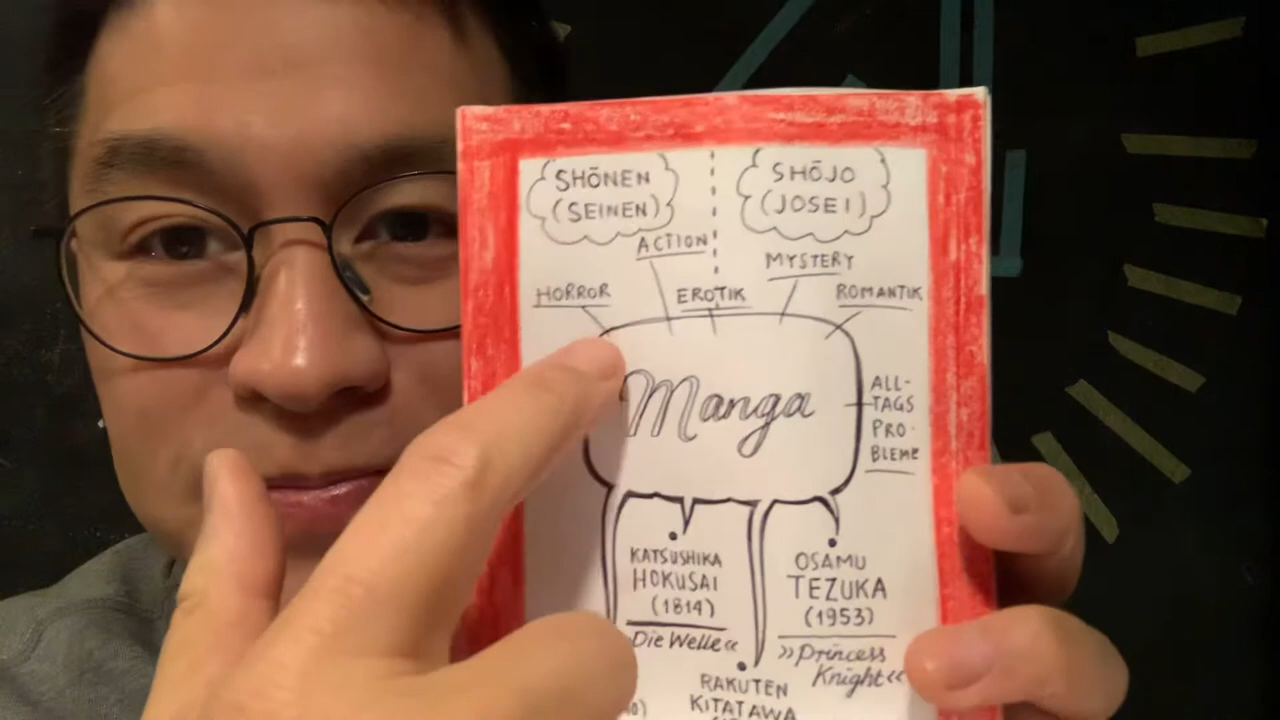 SHŌNEN
(SEINEN)
SHŌJO
(JOSEI)
ACTION
MYSTERY
HORROR
EROTIK
ROMANTIK
Manga
ALL-
TAGS
PRO-
BLEME
KATSUSHIKA
HOKUSAI
(1814)
Die Welle«
OSAMU
TEZUKA
(1953)
»Princess
Knight«
RAKUTEN
KITATAWA